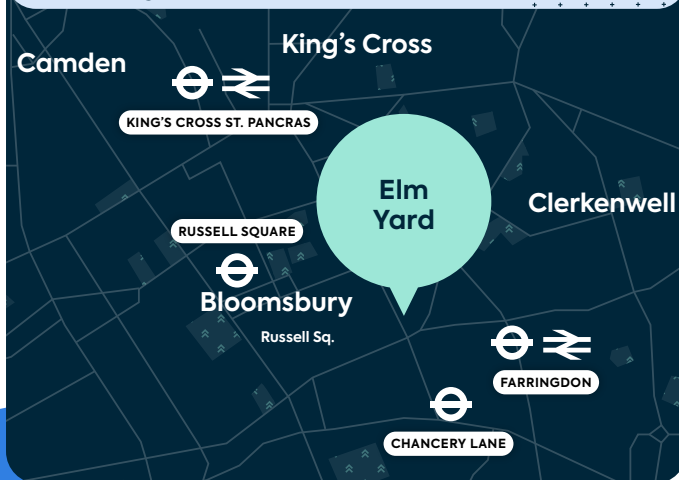 King's Cross
Camden
KING'S CROSS ST. PANCRAS
Elm
Yard
Clerkenwell
RUSSELL SQUARE
Bloomsbury
Russell Sq.
FARRINGDON
CHANCERY LANE